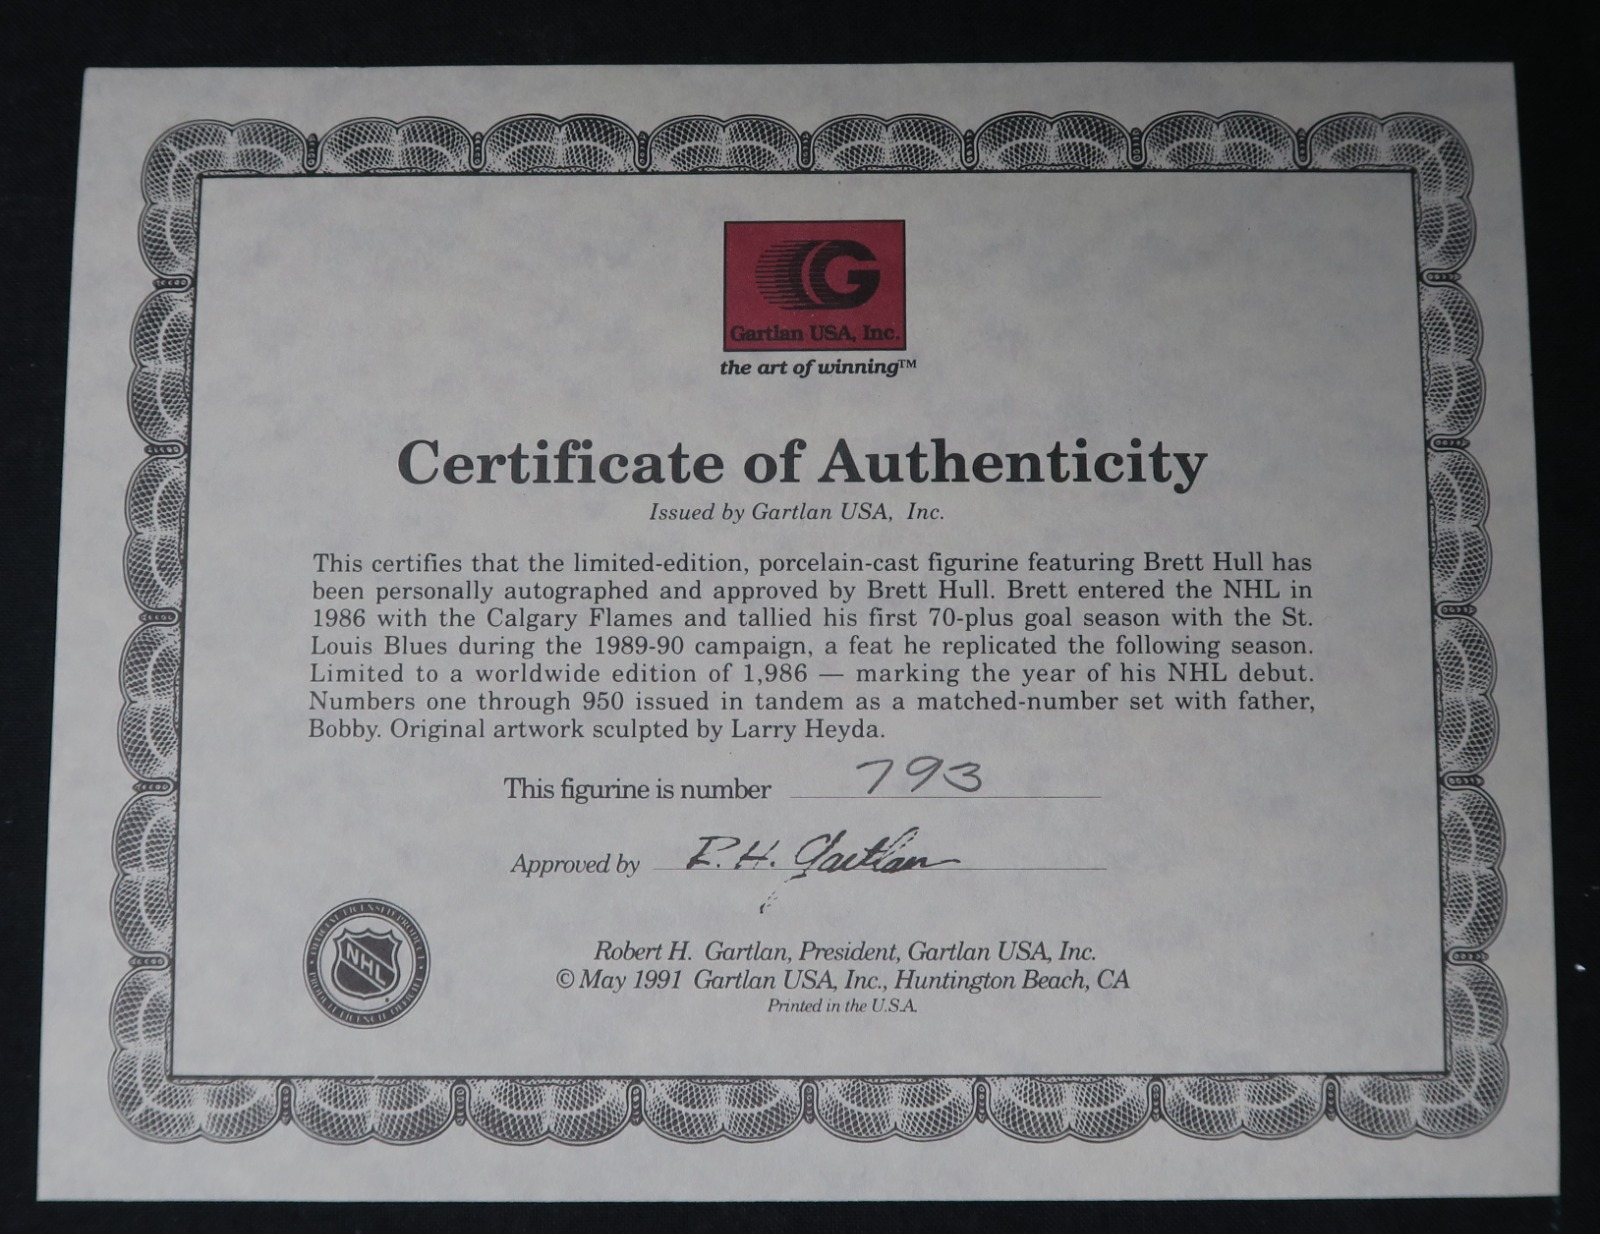 G
Gartlan USA, Inc.
the art of winning™
Certificate of Authenticity
Issued by Gartlan USA, Inc.
This certifies that the limited-edition, porcelain-cast figurine featuring Brett Hull has
been personally autographed and approved by Brett Hull. Brett entered the NHL in
1986 with the Calgary Flames and tallied his first 70-plus goal season with the St.
Louis Blues during the 1989-90 campaign, a feat he replicated the following season.
Limited to a worldwide edition of 1,986 — marking the year of his NHL debut.
Numbers one through 950 issued in tandem as a matched-number set with father,
Bobby. Original artwork sculpted by Larry Heyda.
This figurine is number 793
Approved by R. H. Gartlan
NHL
Robert H. Gartlan, President, Gartlan USA, Inc.
© May 1991 Gartlan USA, Inc., Huntington Beach, CA
Printed in the U.S.A.